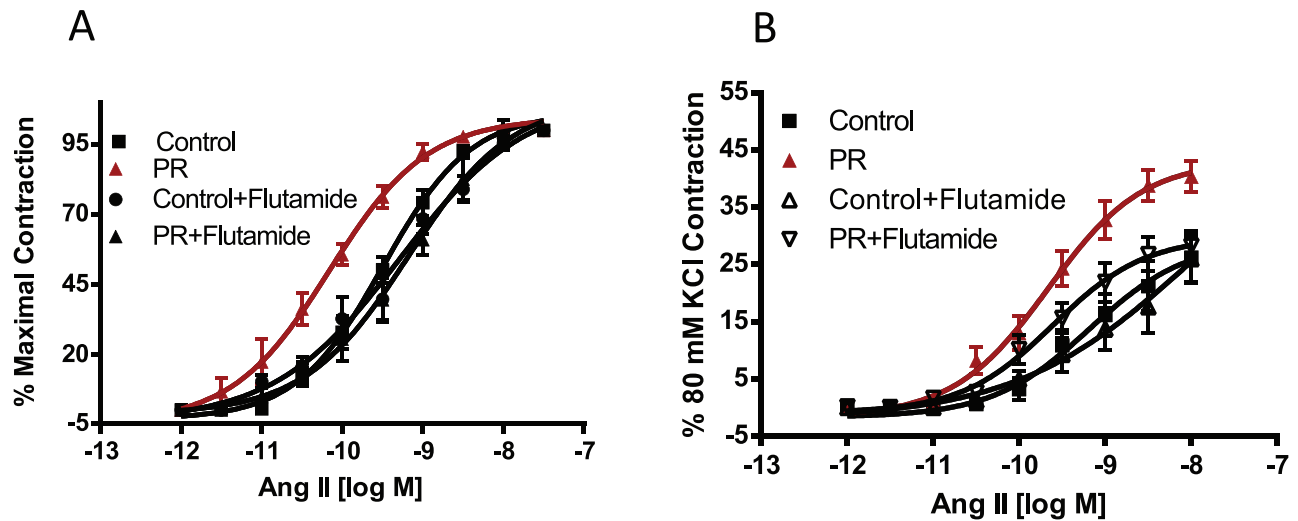 A
% Maximal Contraction
95
70
45
20
-5
Control
PR
Control+Flutamide
PR+Flutamide
-13 -12 -11 -10 -9 -8 -7
Ang II [log M]
B
% 80 mM KCl Contraction
55
45
35
25
15
5
-5
Control
PR
Control+Flutamide
PR+Flutamide
-13 -12 -11 -10 -9 -8 -7
Ang II [log M]